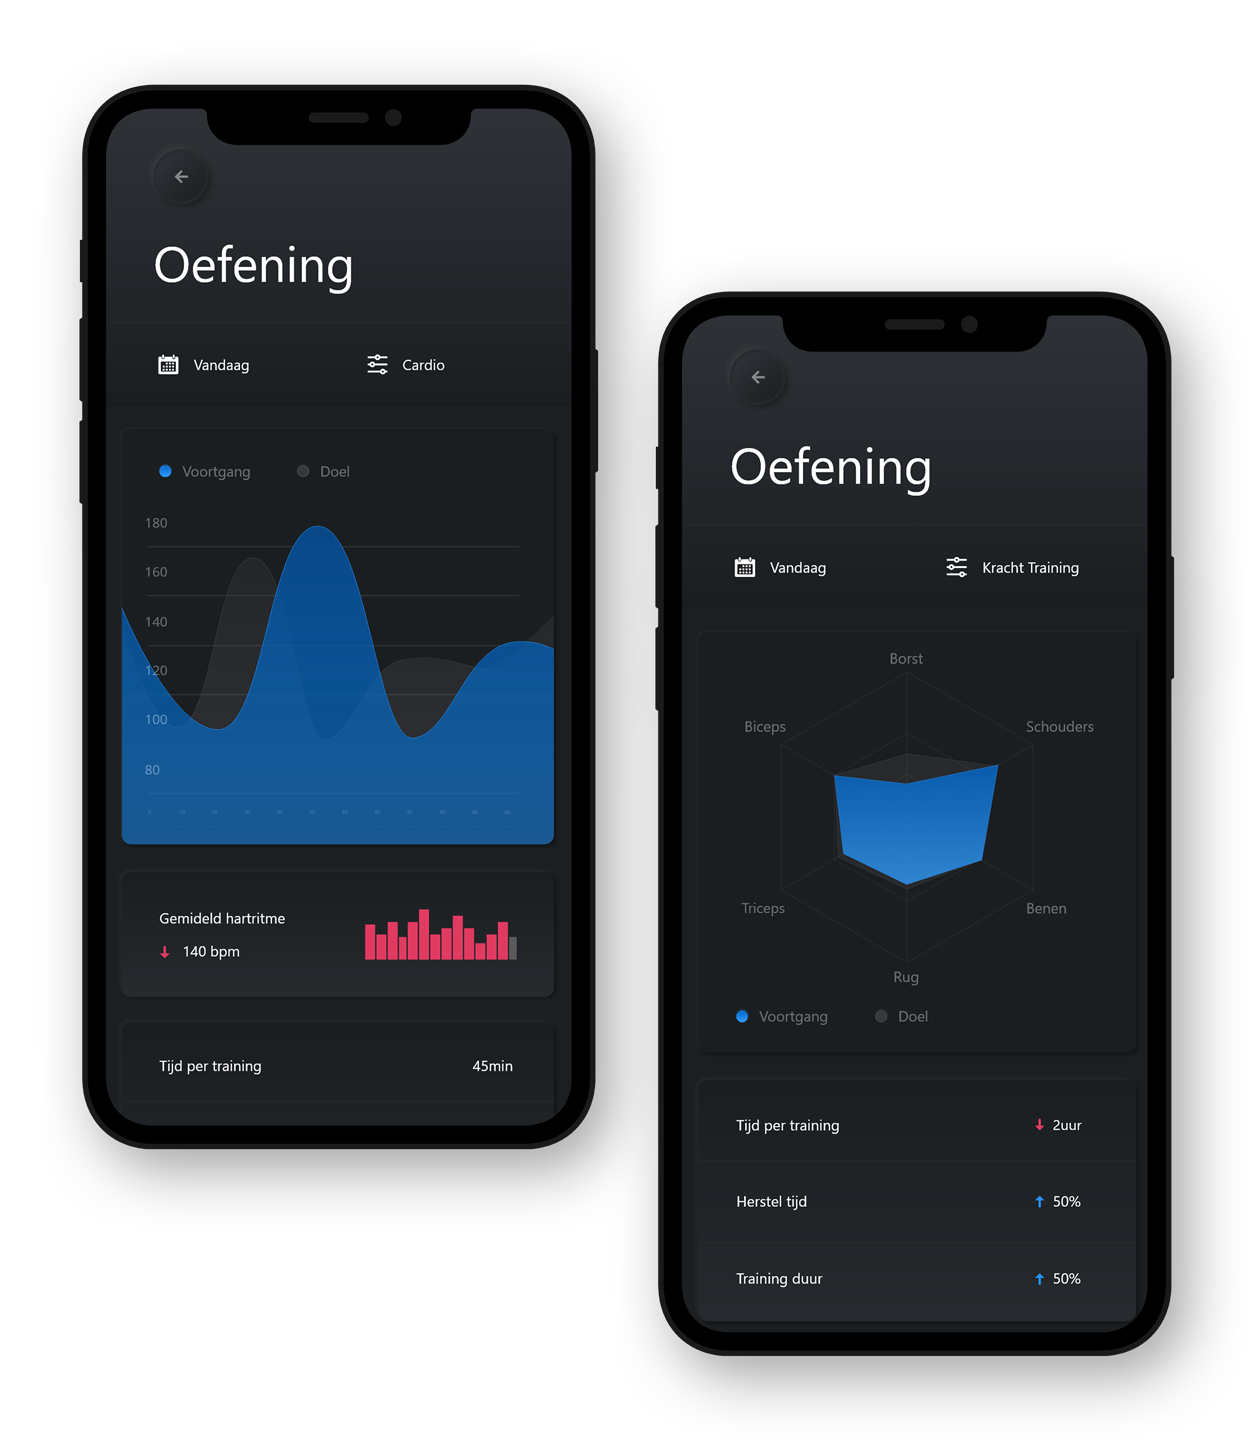 Oefening
Vandaag Cardio
Voortgang Doel
180
160
140
120
100
80
Gemideld hartritme
140 bpm
Tijd per training 45min
Oefening
Vandaag Kracht Training
Borst
Biceps Schouders
Triceps Benen
Rug
Voortgang Doel
Tijd per training 2uur
Herstel tijd 50%
Training duur 50%